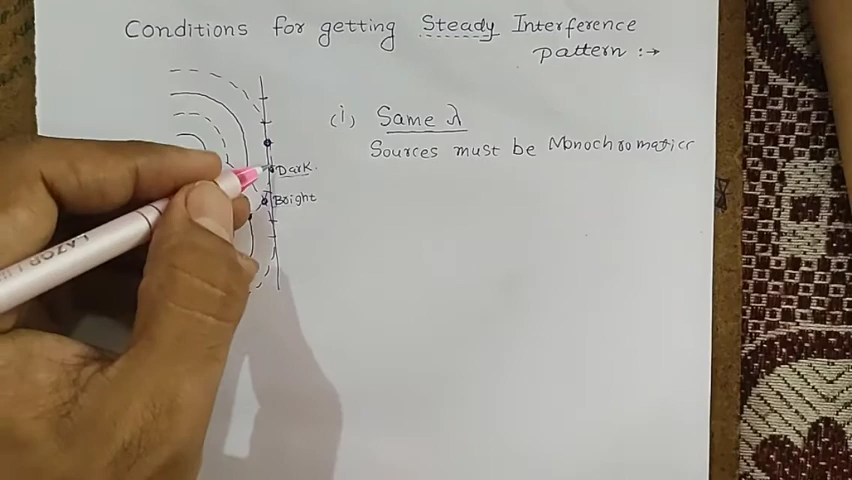 Conditions for getting Steady Interference
pattern :→
(i) Same λ
Sources must be Monochromatic
Dark.
Bright